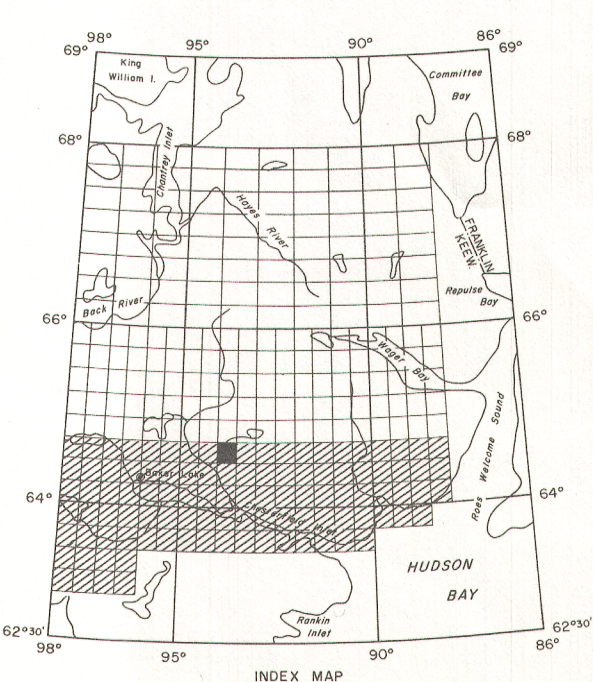 98°
95°
90°
86°
69°
69°
King
William I.
Committee
Bay
68°
68°
Chantrey Inlet
Hayes
River
FRANKLIN
KEEW.
Repulse
Bay
Back River
66°
66°
Wager Bay
Roes Welcome Sound
Baker Lake
64°
64°
Chesterfield Inlet
HUDSON
BAY
Rankin
Inlet
62°30'
62°30'
98°
95°
90°
86°
INDEX MAP